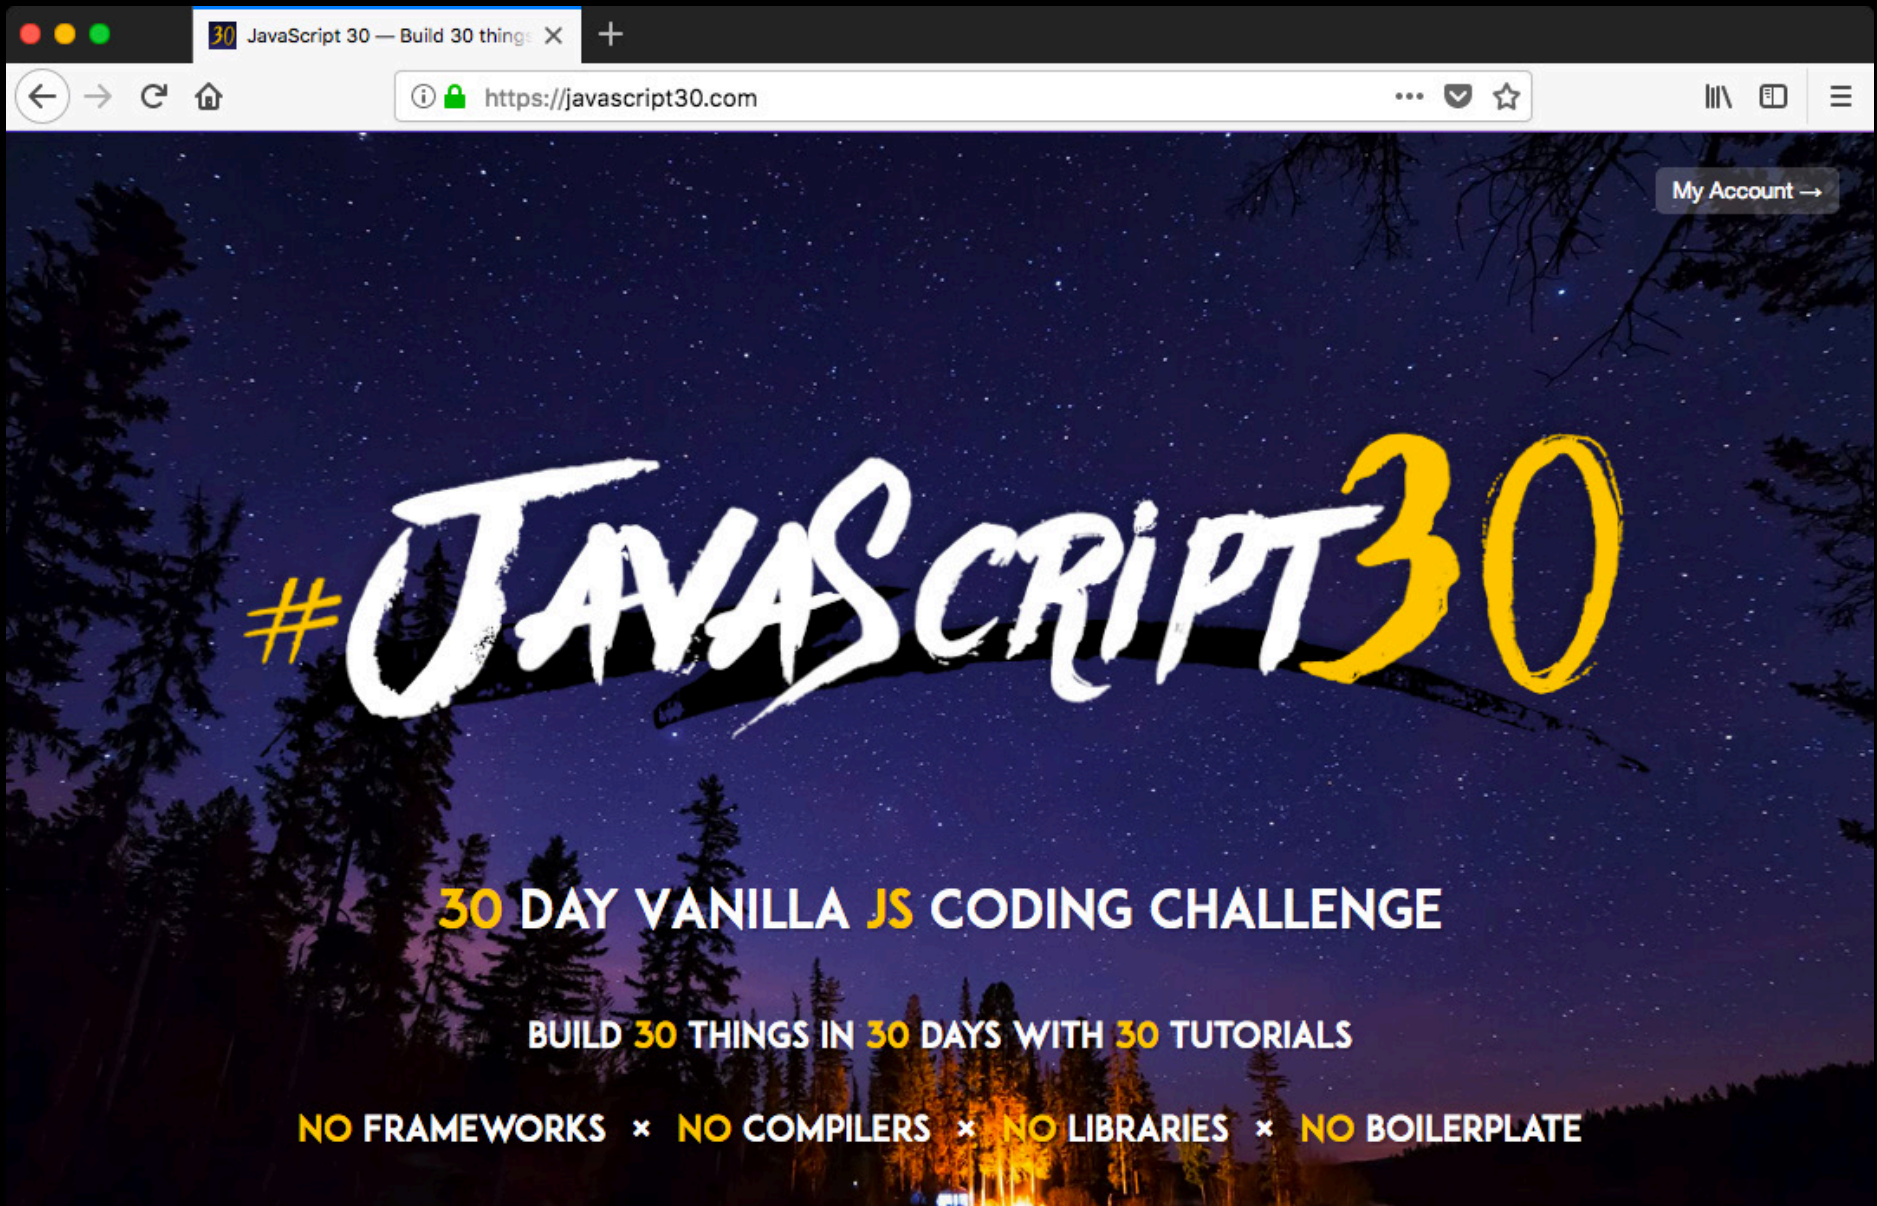 30 JavaScript 30 — Build 30 things
https://javascript30.com
My Account →
#JAVASCRIPT30
30 DAY VANILLA JS CODING CHALLENGE
BUILD 30 THINGS IN 30 DAYS WITH 30 TUTORIALS
NO FRAMEWORKS × NO COMPILERS × NO LIBRARIES × NO BOILERPLATE